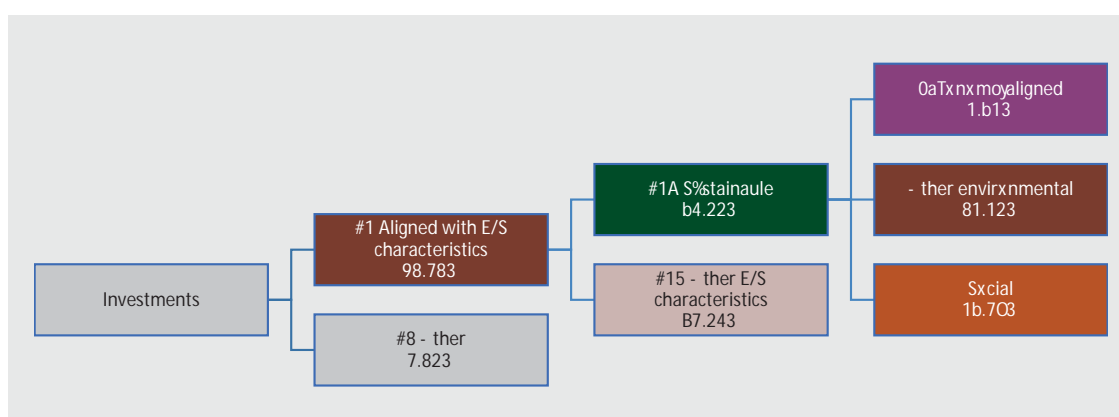 0aTxnxmoyaligned
1.b13
#1A S%stainaule
b4.223
- ther envirxnmental
81.123
#1 Aligned with E/S
characteristics
98.783
Investments
#15 - ther E/S
characteristics
B7.243
Sxcial
1b.7O3
#8 - ther
7.823